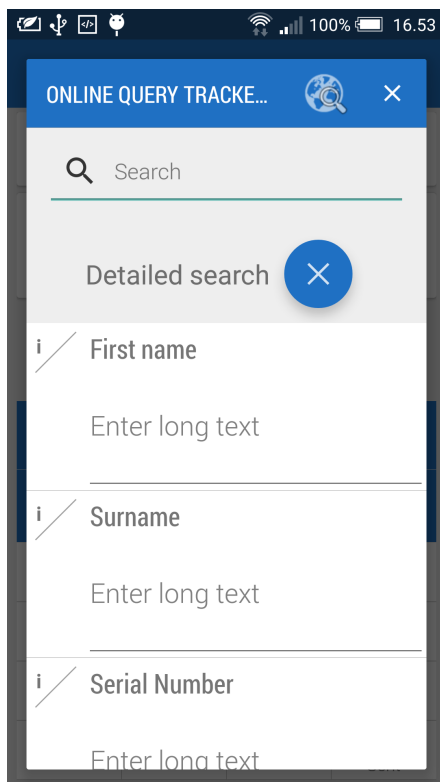 100% 16.53
ONLINE QUERY TRACKE...
Search
Detailed search
i First name
Enter long text
i Surname
Enter long text
i Serial Number
Enter long text